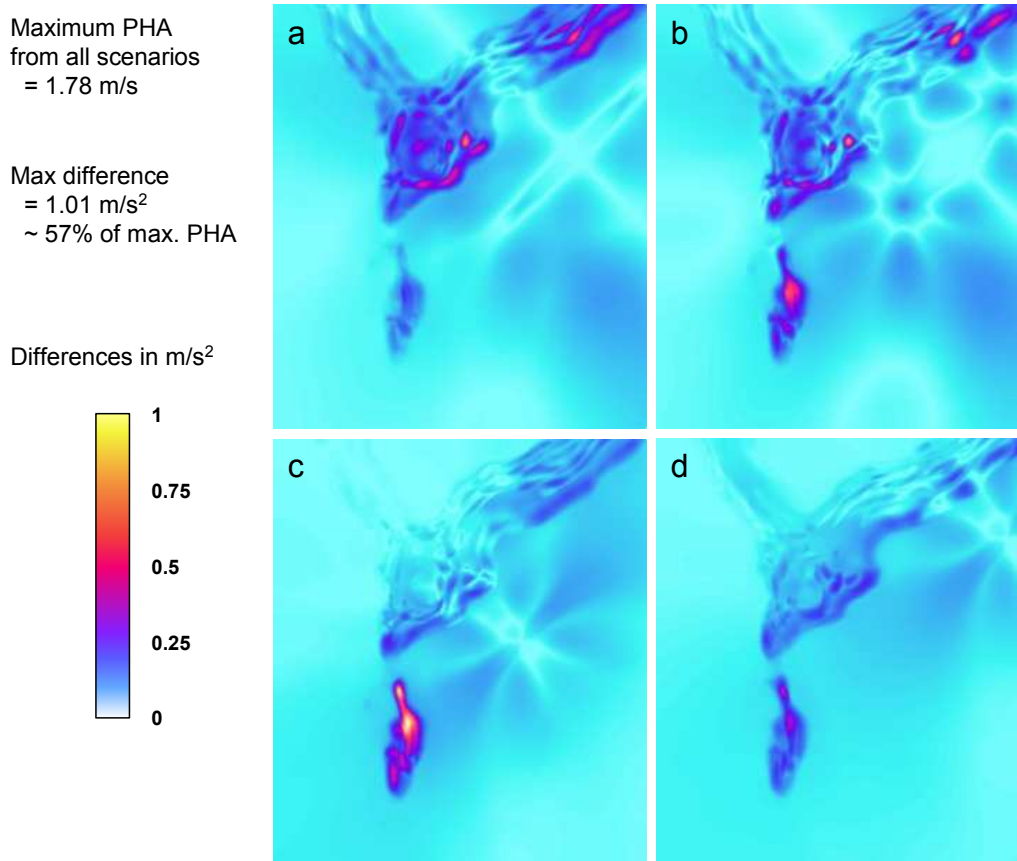 Maximum PHA
from all scenarios
= 1.78 m/s
Max difference
= 1.01 m/s²
~ 57% of max. PHA
Differences in m/s²
1
0.75
0.5
0.25
0
a
b
c
d